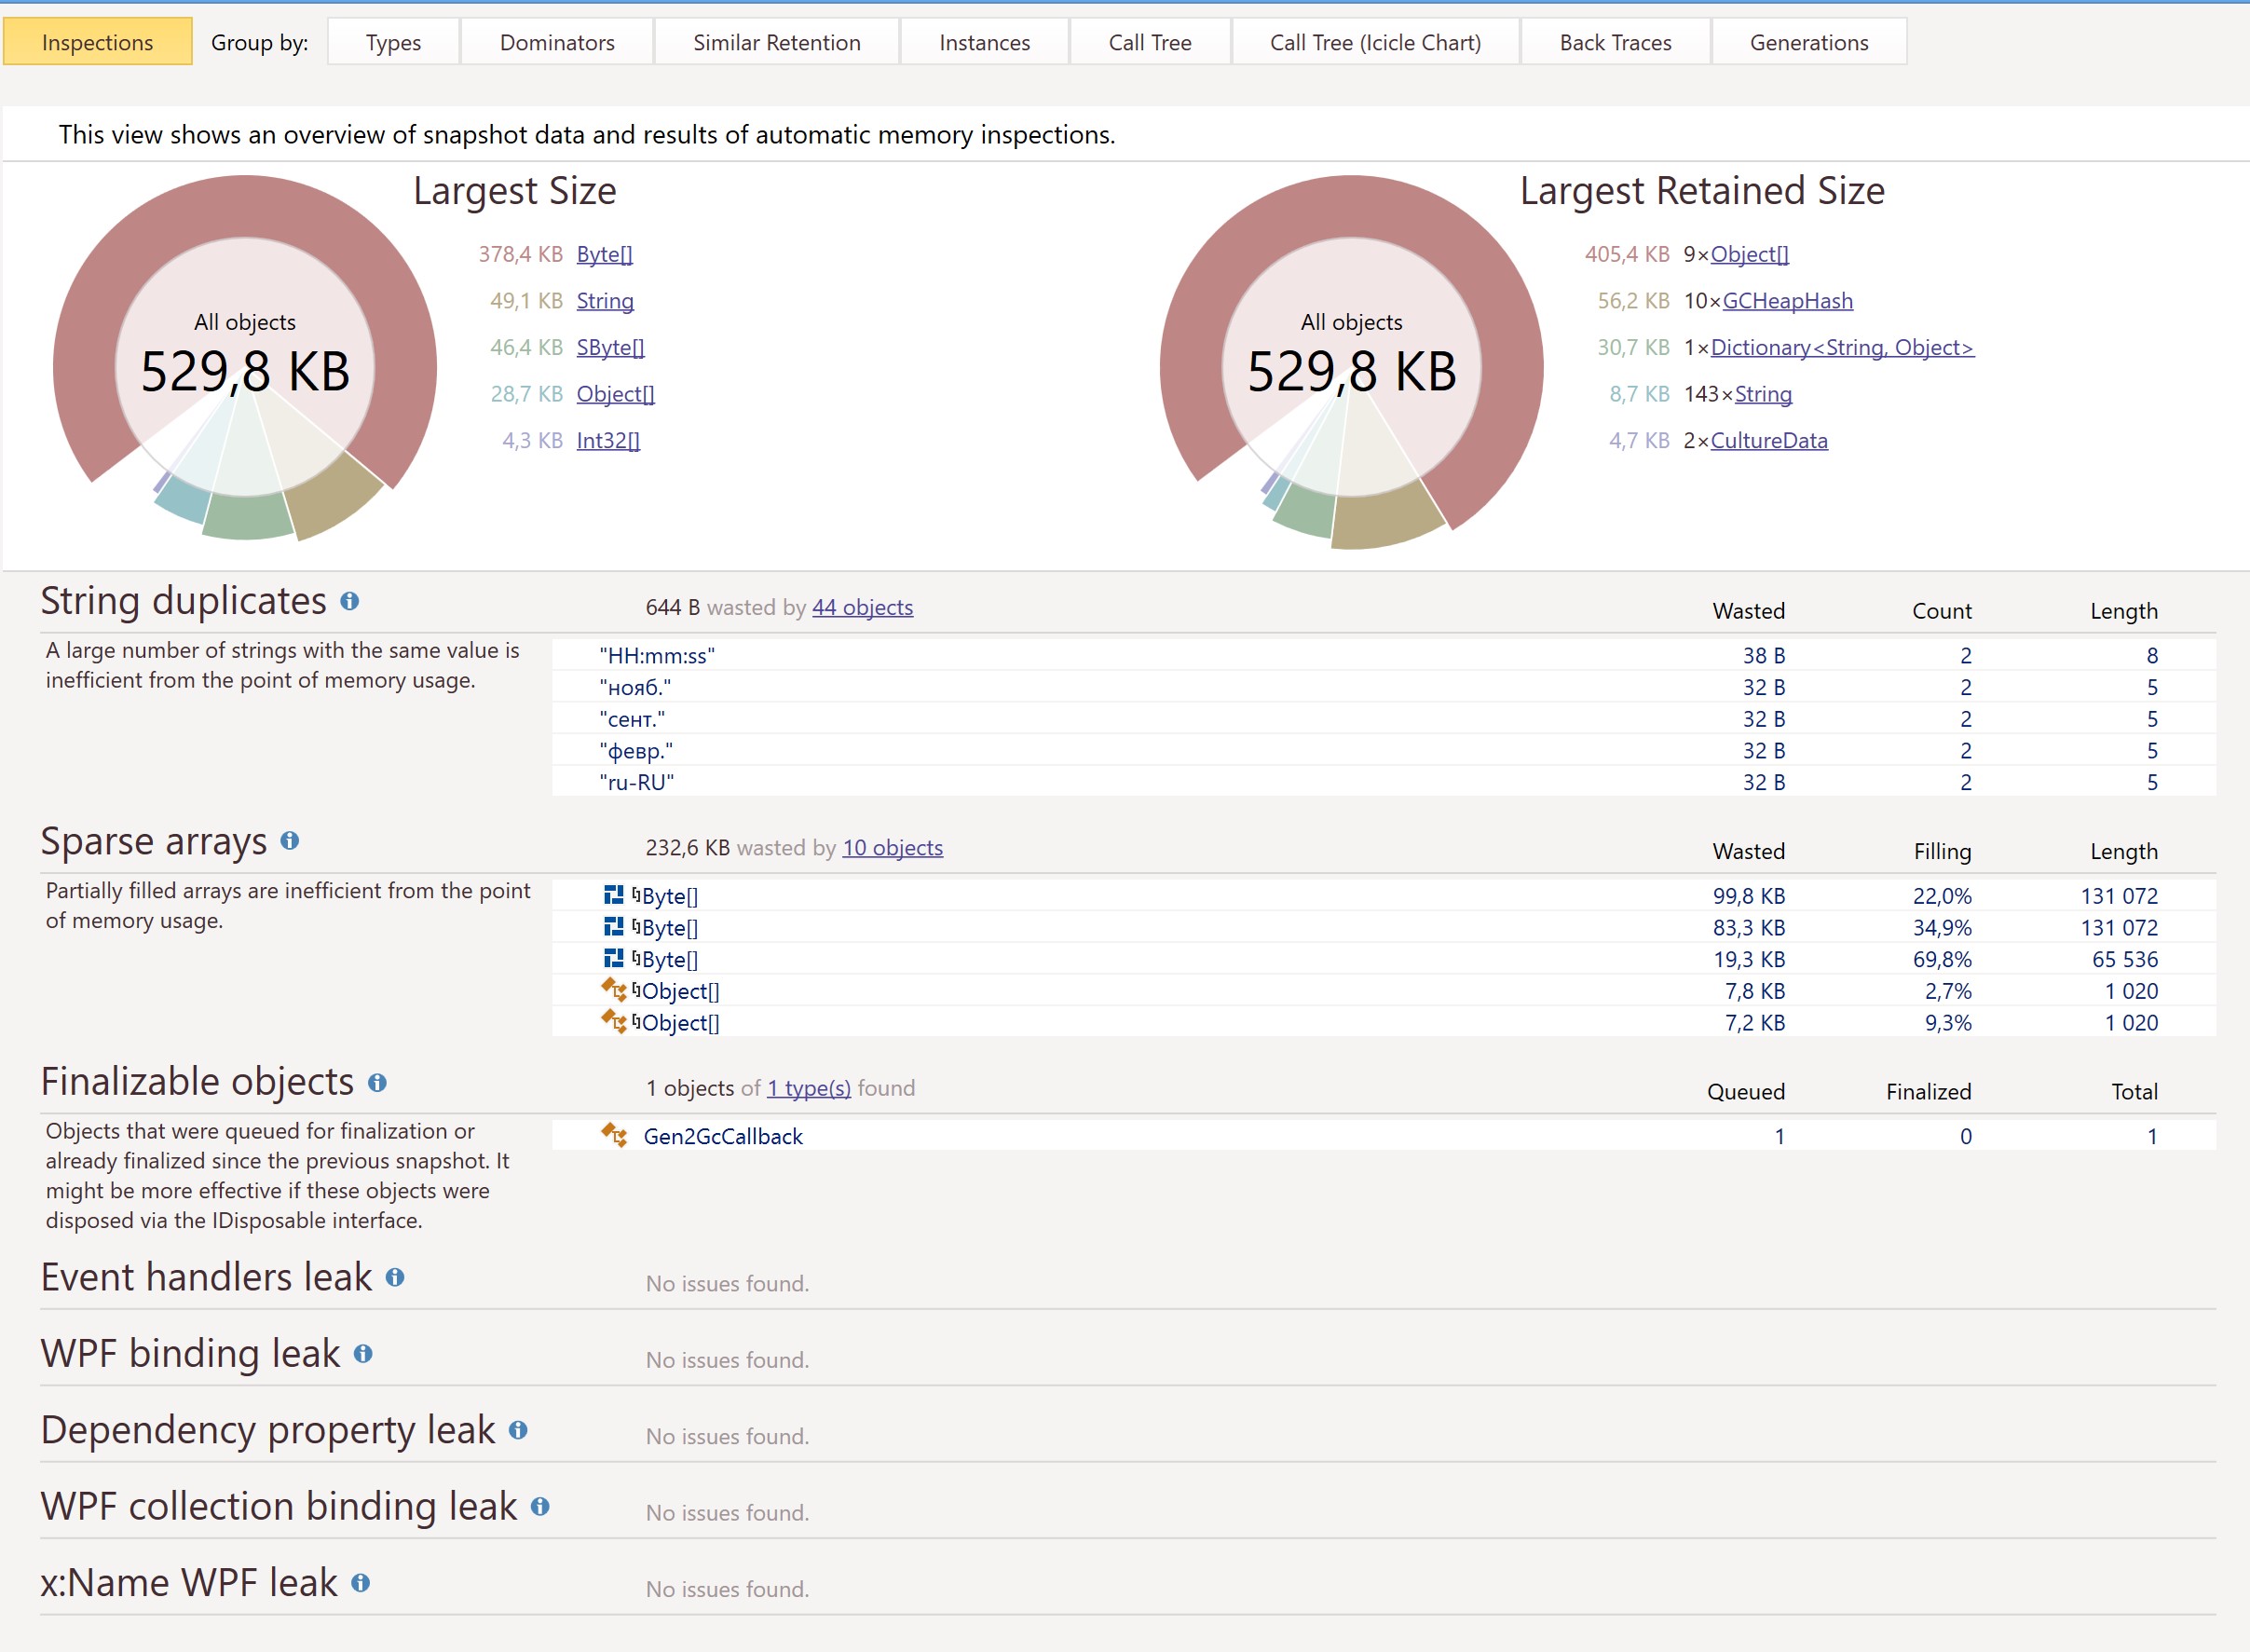 Inspections Group by: Types Dominators Similar Retention Instances Call Tree Call Tree (Icicle Chart) Back Traces Generations
This view shows an overview of snapshot data and results of automatic memory inspections.
Largest Size
All objects
529,8 KB
378,4 KB Byte[]
49,1 KB String
46,4 KB SByte[]
28,7 KB Object[]
4,3 KB Int32[]
Largest Retained Size
All objects
529,8 KB
405,4 KB 9×Object[]
56,2 KB 10×GCHeapHash
30,7 KB 1×Dictionary<String, Object>
8,7 KB 143×String
4,7 KB 2×CultureData
String duplicates 644 B wasted by 44 objects Wasted Count Length
A large number of strings with the same value is
inefficient from the point of memory usage.
"HH:mm:ss" 38 B 2 8
"нояб." 32 B 2 5
"сент." 32 B 2 5
"февр." 32 B 2 5
"ru-RU" 32 B 2 5
Sparse arrays 232,6 KB wasted by 10 objects Wasted Filling Length
Partially filled arrays are inefficient from the point
of memory usage.
Byte[] 99,8 KB 22,0% 131 072
Byte[] 83,3 KB 34,9% 131 072
Byte[] 19,3 KB 69,8% 65 536
Object[] 7,8 KB 2,7% 1 020
Object[] 7,2 KB 9,3% 1 020
Finalizable objects 1 objects of 1 type(s) found Queued Finalized Total
Objects that were queued for finalization or
already finalized since the previous snapshot. It
might be more effective if these objects were
disposed via the IDisposable interface.
Gen2GcCallback 1 0 1
Event handlers leak No issues found.
WPF binding leak No issues found.
Dependency property leak No issues found.
WPF collection binding leak No issues found.
x:Name WPF leak No issues found.